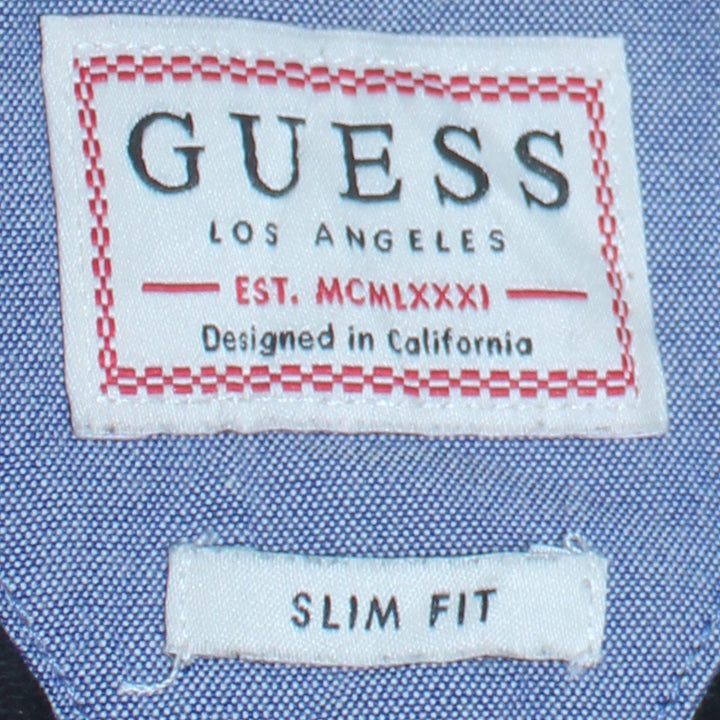 GUESS
LOS ANGELES
EST. MCMLXXXI
Designed in California
SLIM FIT